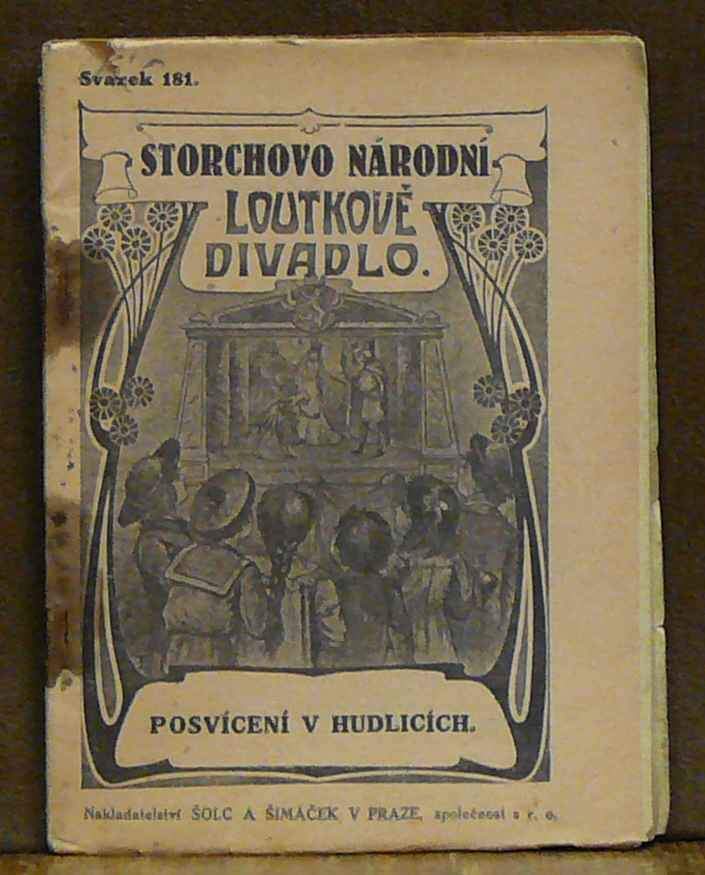 Svazek 181.
STORCHOVO NÁRODNÍ
LOUTKOVÉ
DIVADLO.
POSVÍCENÍ V HUDLICÍCH.
Nakladatelství ŠOLC A ŠIMÁČEK V PRAZE, společnost s r. o.